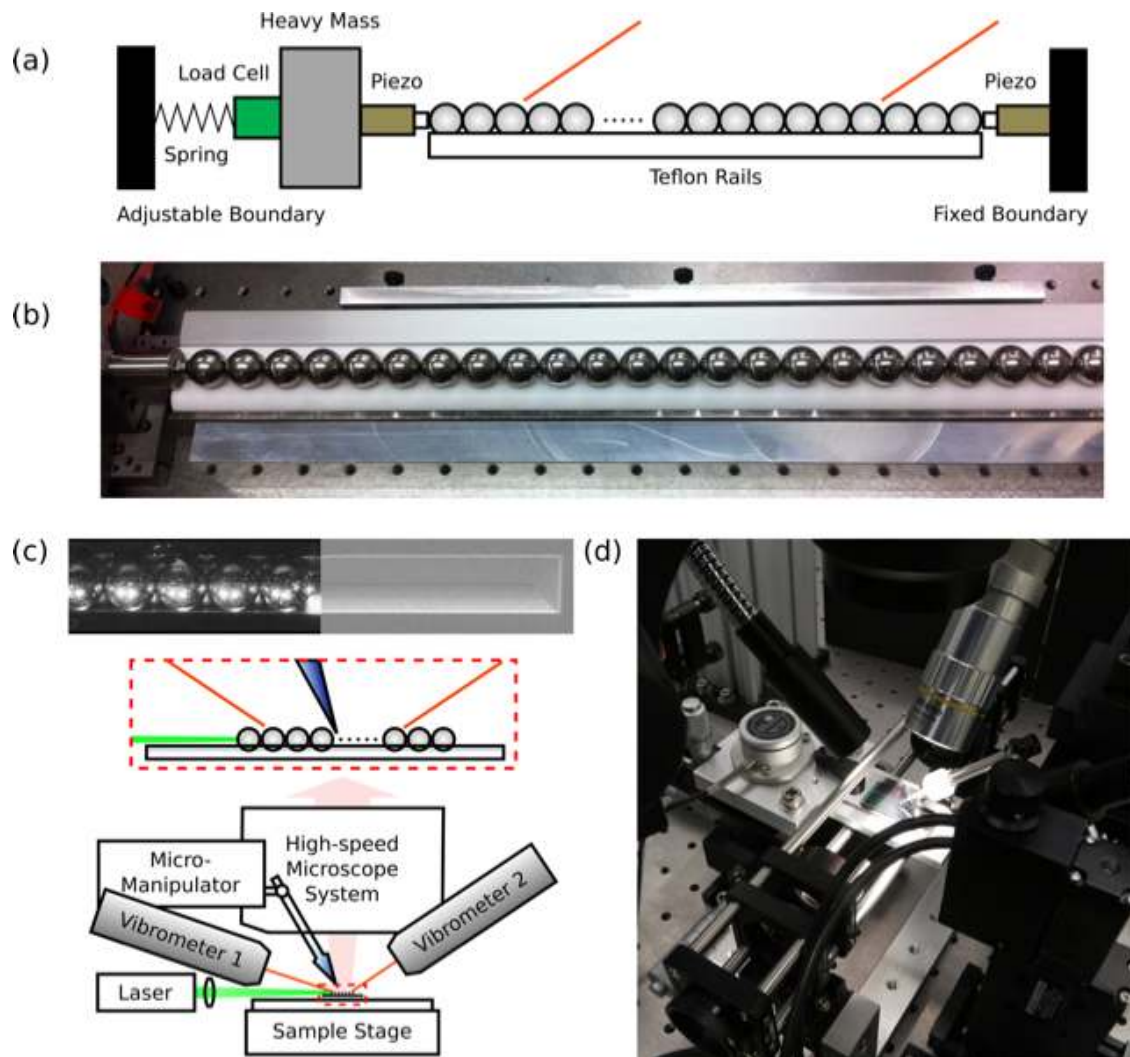 (a)
Heavy Mass
Load Cell
Piezo
Piezo
Spring
Teflon Rails
Adjustable Boundary
Fixed Boundary
(b)
(c)
(d)
Micro-
Manipulator
High-speed
Microscope
System
Vibrometer 1
Vibrometer 2
Laser
Sample Stage